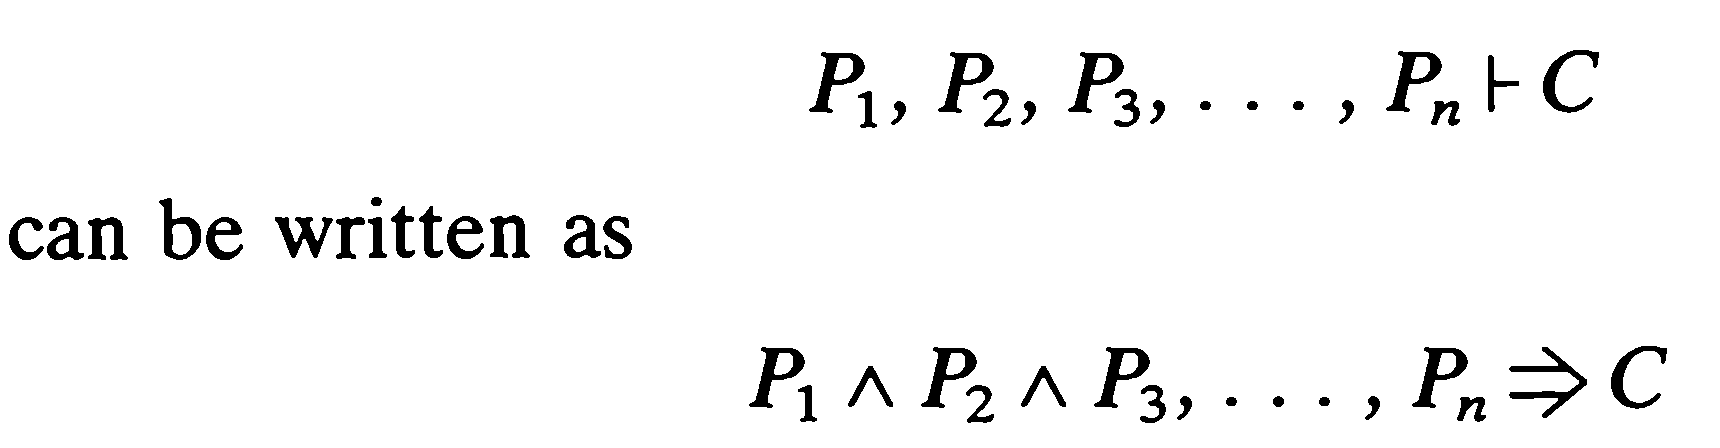 P₁, P₂, P₃, . . . , Pₙ ⊢ C
can be written as
P₁ ∧ P₂ ∧ P₃, . . . , Pₙ ⇒ C